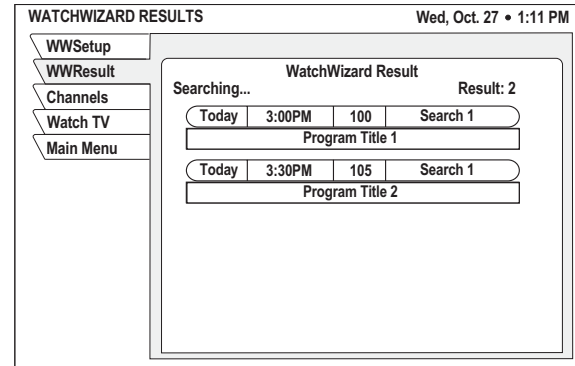 WATCHWIZARD RESULTS Wed, Oct. 27 • 1:11 PM
WWSetup
WWResult
Channels
Watch TV
Main Menu
WatchWizard Result
Searching... Result: 2
Today 3:00PM 100 Search 1
Program Title 1
Today 3:30PM 105 Search 1
Program Title 2